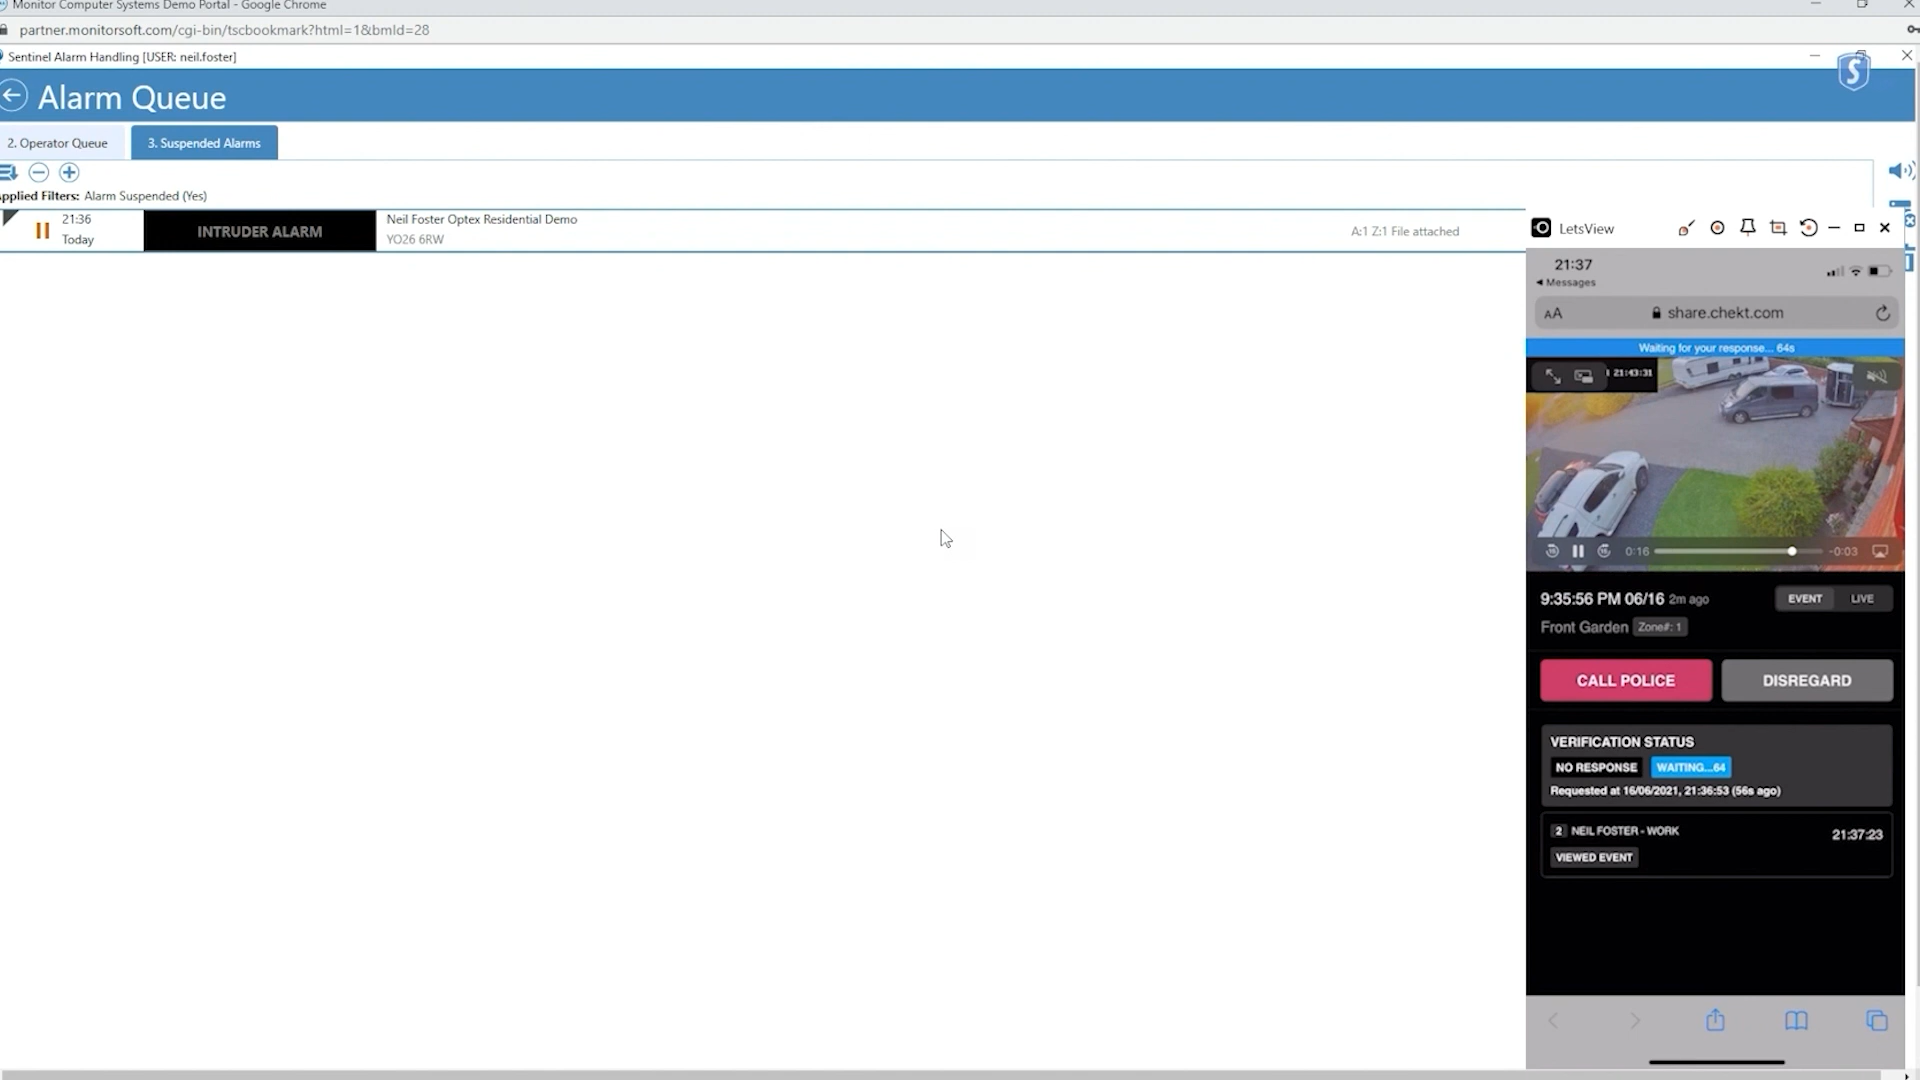 Monitor Computer Systems Demo Portal - Google Chrome
partner.monitorsoft.com/cgi-bin/tscbookmark?html=1&bmId=28
Sentinel Alarm Handling [USER: neil.foster]
Alarm Queue
2. Operator Queue
3. Suspended Alarms
pplied Filters: Alarm Suspended (Yes)
21:36
Today
INTRUDER ALARM
Neil Foster Optex Residential Demo
YO26 6RW
A:1 Z:1 File attached
LetsView
21:37
Messages
AA
share.chekt.com
Waiting for your response... 64s
21:43:31
0:16
-0:03
9:35:56 PM 06/16 2m ago
EVENT
LIVE
Front Garden Zone#: 1
CALL POLICE
DISREGARD
VERIFICATION STATUS
NO RESPONSE WAITING...64
Requested at 16/06/2021, 21:36:53 (56s ago)
2 NEIL FOSTER - WORK
21:37:23
VIEWED EVENT